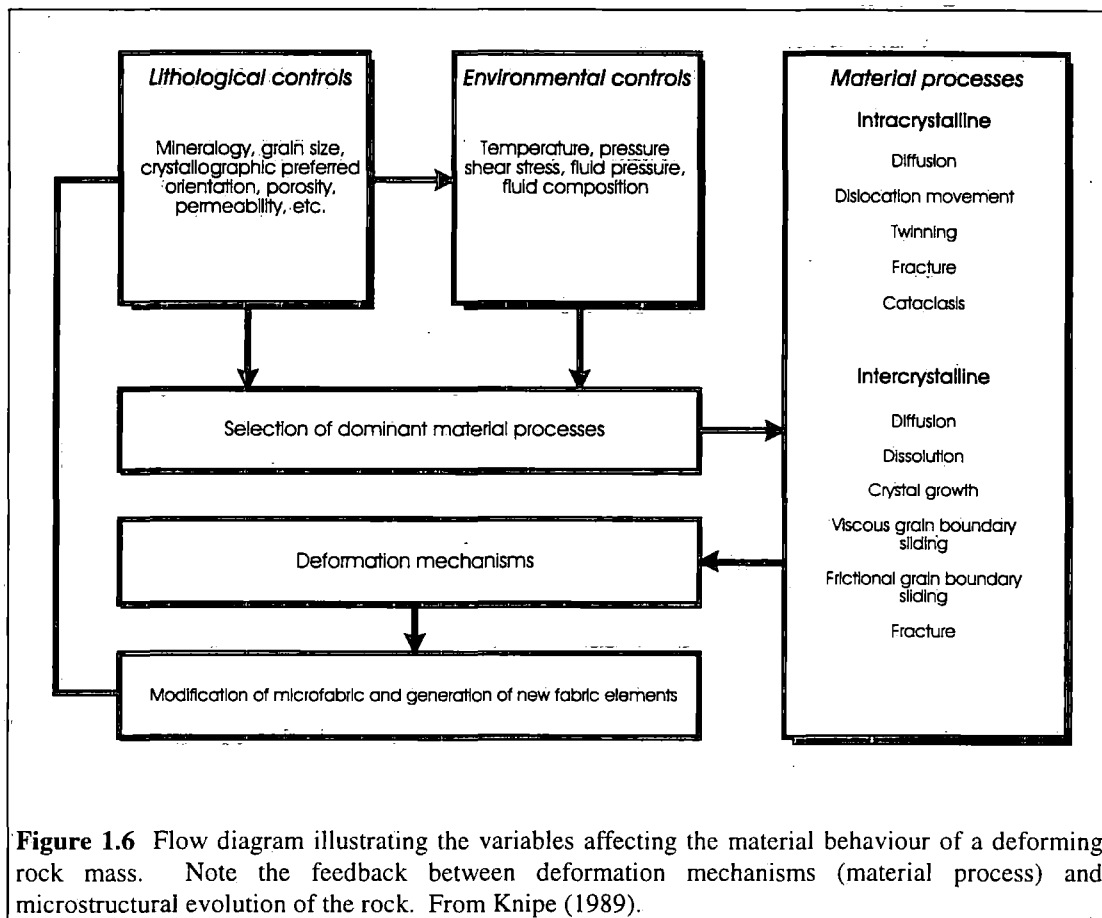 Lithological controls
Mineralogy, grain size,
crystallographic preferred
orientation, porosity,
permeability, etc.
Environmental controls
Temperature, pressure
shear stress, fluid pressure,
fluid composition
Material processes
Intracrystalline
Diffusion
Dislocation movement
Twinning
Fracture
Cataclasis
Intercrystalline
Diffusion
Dissolution
Crystal growth
Viscous grain boundary
sliding
Frictional grain boundary
sliding
Fracture
Selection of dominant material processes
Deformation mechanisms
Modification of microfabric and generation of new fabric elements
Figure 1.6 Flow diagram illustrating the variables affecting the material behaviour of a deforming
rock mass. Note the feedback between deformation mechanisms (material process) and
microstructural evolution of the rock. From Knipe (1989).